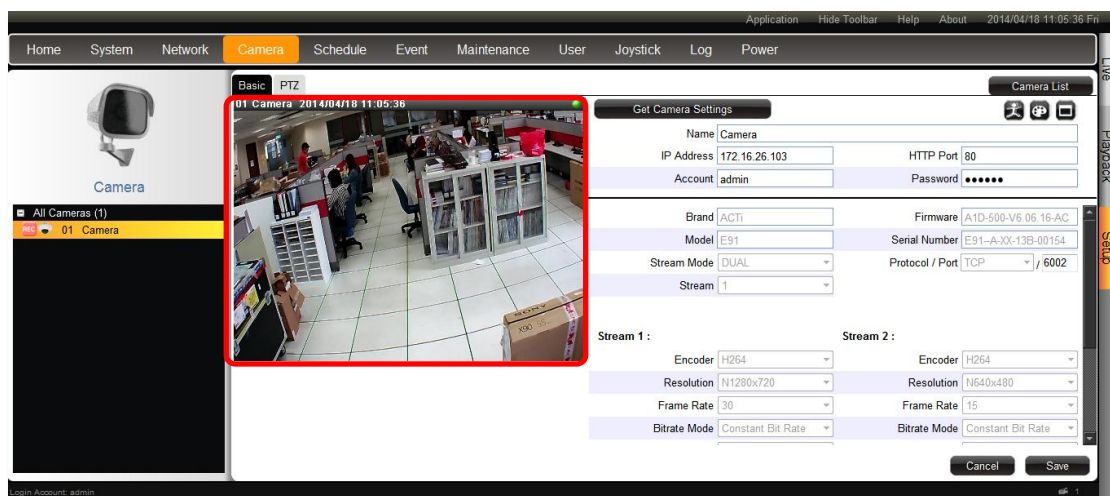 Application Hide Toolbar Help About 2014/04/18 11:05:36 Fri
Home System Network Camera Schedule Event Maintenance User Joystick Log Power
Live
Playback
Setup
Camera
All Cameras (1)
REC 01 Camera
Basic PTZ
Camera List
01 Camera 2014/04/18 11:05:36
SONY
X90
Get Camera Settings
Name Camera
IP Address 172.16.26.103 HTTP Port 80
Account admin Password ●●●●●●
Brand ACTi Firmware A1D-500-V6.06.16-AC
Model E91 Serial Number E91--A-XX-13B-00154
Stream Mode DUAL Protocol / Port TCP / 6002
Stream 1
Stream 1 : Stream 2 :
Encoder H264 Encoder H264
Resolution N1280x720 Resolution N640x480
Frame Rate 30 Frame Rate 15
Bitrate Mode Constant Bit Rate Bitrate Mode Constant Bit Rate
Cancel Save
Login Account: admin 1